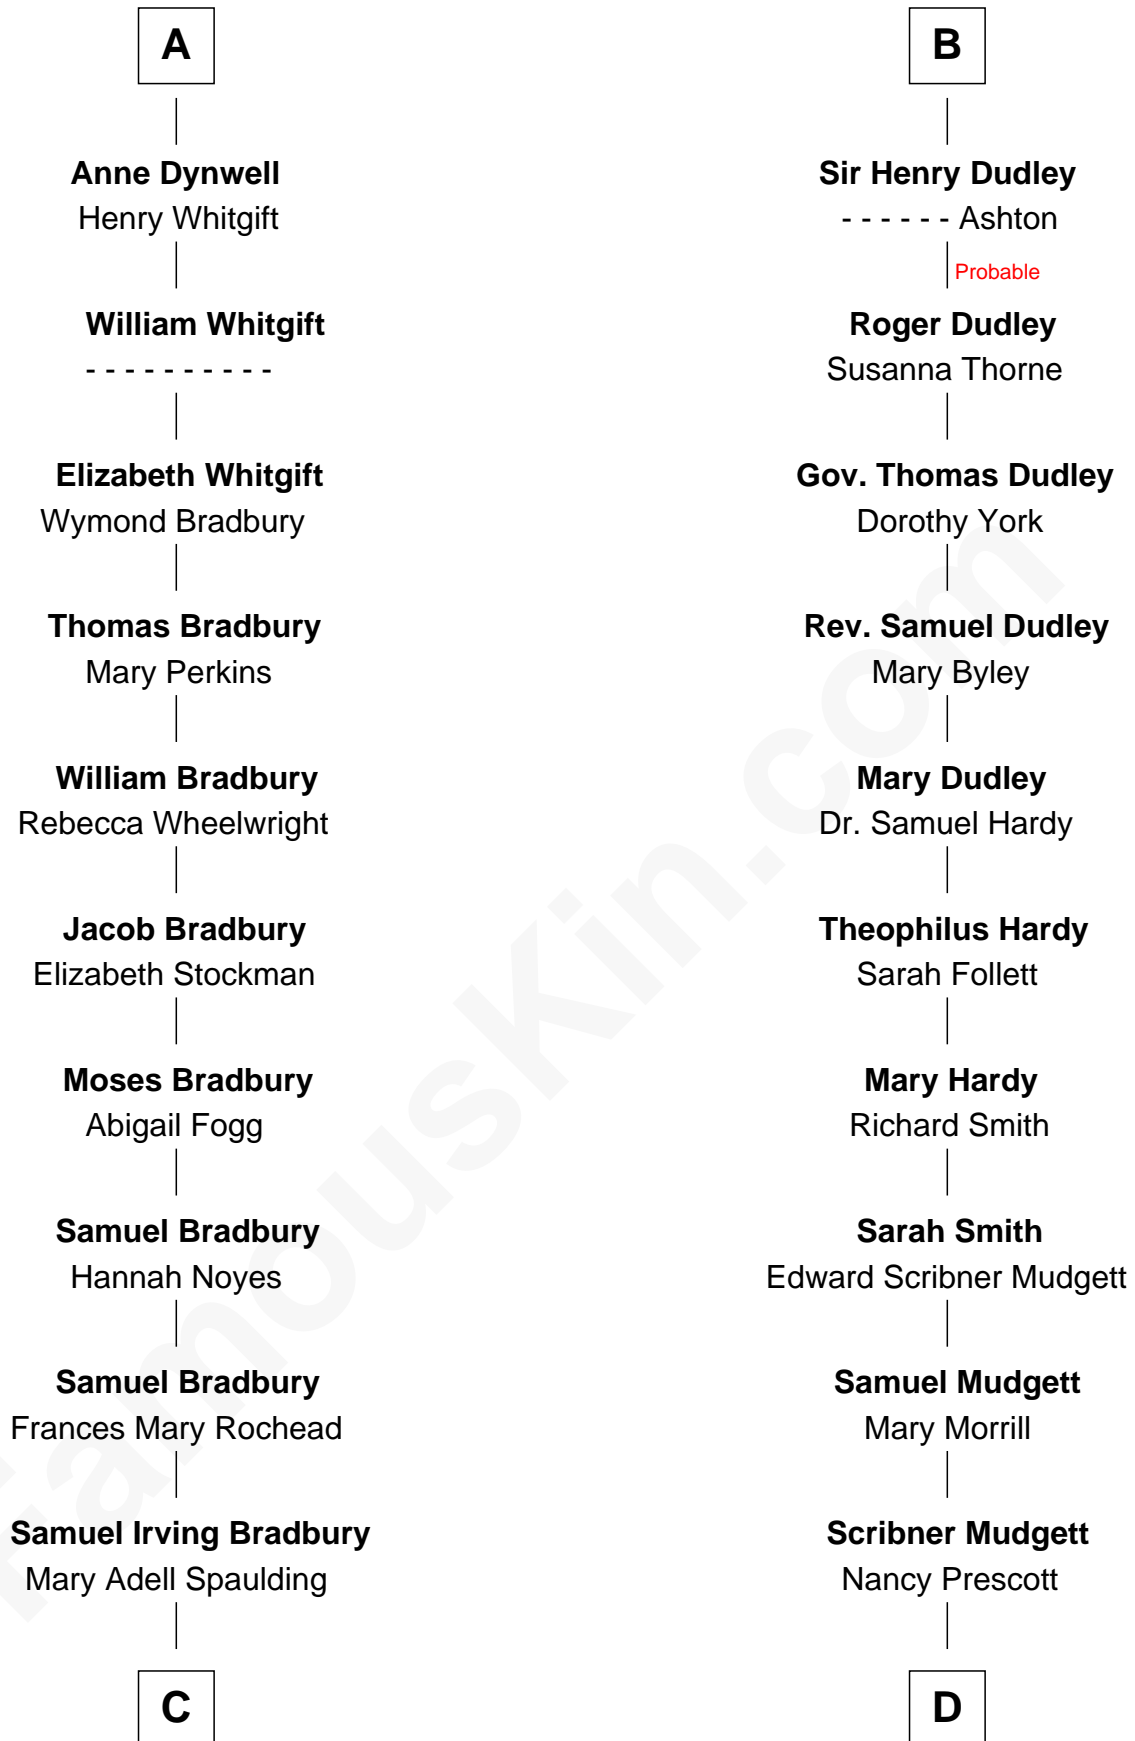 A
Anne Dynwell
Henry Whitgift
William Whitgift
- - - - - - - - - -
Elizabeth Whitgift
Wymond Bradbury
Thomas Bradbury
Mary Perkins
William Bradbury
Rebecca Wheelwright
Jacob Bradbury
Elizabeth Stockman
Moses Bradbury
Abigail Fogg
Samuel Bradbury
Hannah Noyes
Samuel Bradbury
Frances Mary Rochead
Samuel Irving Bradbury
Mary Adell Spaulding
C
B
Sir Henry Dudley
- - - - - - Ashton
Probable
Roger Dudley
Susanna Thorne
Gov. Thomas Dudley
Dorothy York
Rev. Samuel Dudley
Mary Byley
Mary Dudley
Dr. Samuel Hardy
Theophilus Hardy
Sarah Follett
Mary Hardy
Richard Smith
Sarah Smith
Edward Scribner Mudgett
Samuel Mudgett
Mary Morrill
Scribner Mudgett
Nancy Prescott
D
FamousKin.com